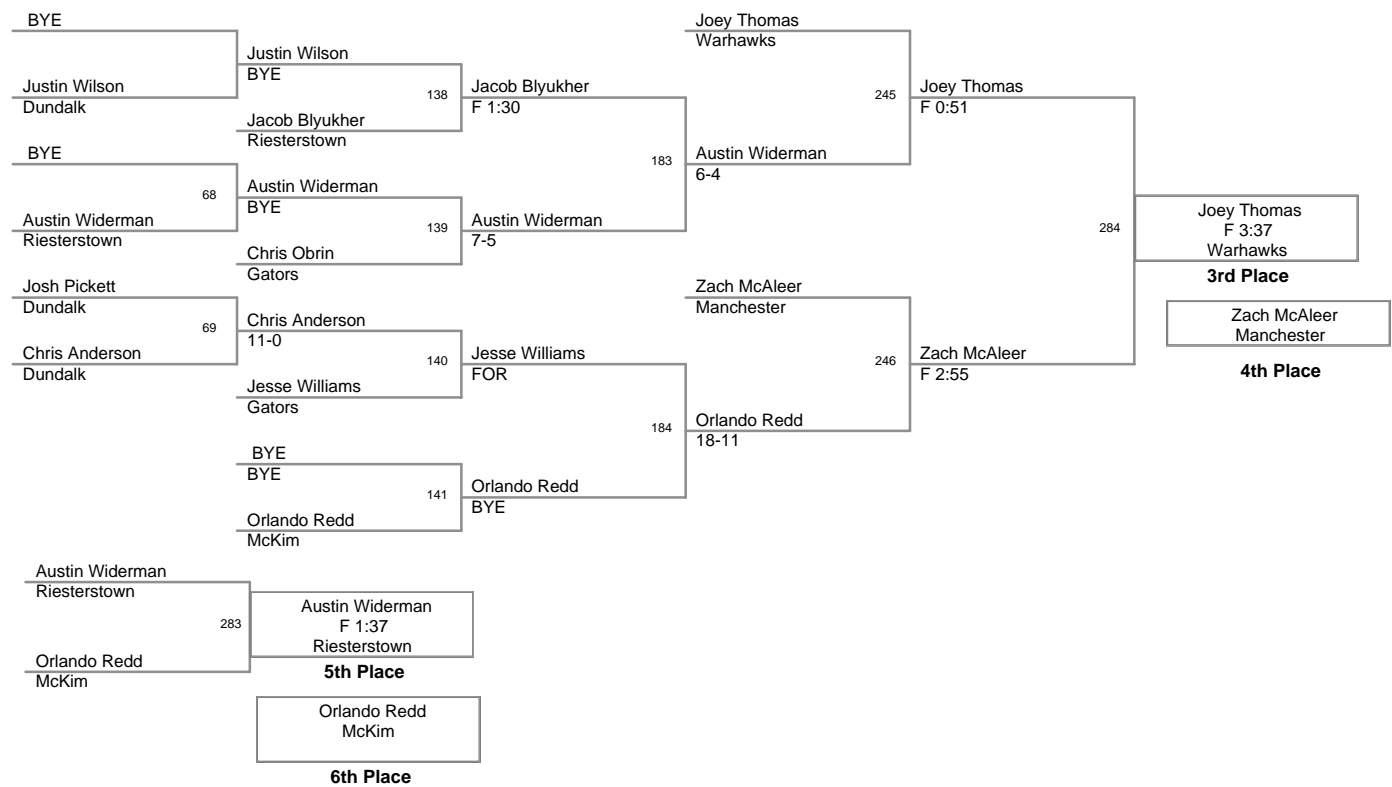 BYE
Justin Wilson
Dundalk
BYE
68
Austin Widerman
Riesterstown
Josh Pickett
Dundalk
69
Chris Anderson
Dundalk
Justin Wilson
BYE
138
Jacob Blyukher
Riesterstown
Austin Widerman
BYE
139
Chris Obrin
Gators
Chris Anderson
11-0
140
Jesse Williams
Gators
BYE
BYE
141
Orlando Redd
McKim
Jacob Blyukher
F 1:30
183
Austin Widerman
7-5
Jesse Williams
FOR
184
Orlando Redd
BYE
Joey Thomas
Warhawks
245
Austin Widerman
6-4
Zach McAleer
Manchester
246
Orlando Redd
18-11
Joey Thomas
F 0:51
284
Zach McAleer
F 2:55
Joey Thomas
F 3:37
Warhawks
3rd Place
Zach McAleer
Manchester
4th Place
Austin Widerman
Riesterstown
283
Orlando Redd
McKim
Austin Widerman
F 1:37
Riesterstown
5th Place
Orlando Redd
McKim
6th Place